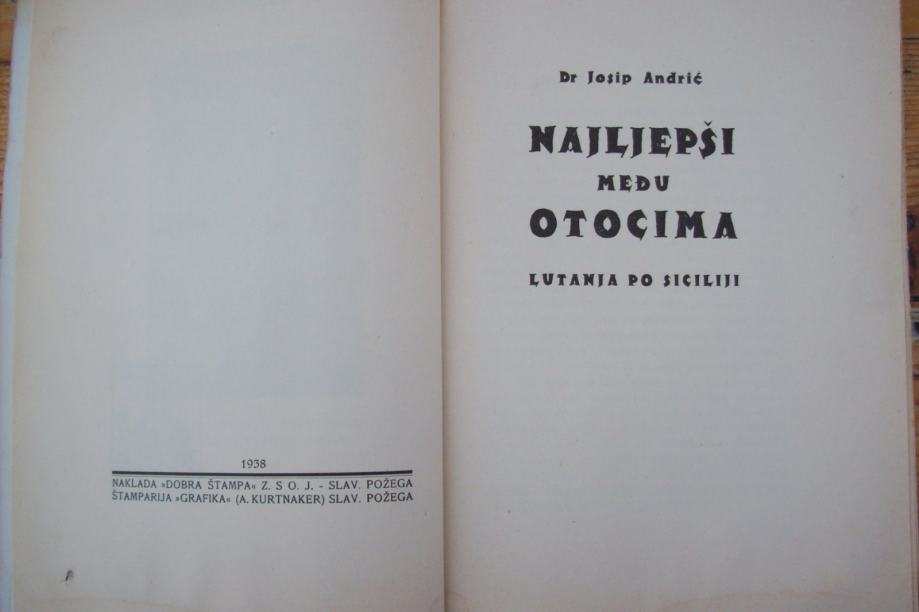 1938
NAKLADA »DOBRA ŠTAMPA« Z. S O. J. - SLAV. POŽEGA
ŠTAMPARIJA »GRAFIKA« (A. KURTNAKER) SLAV. POŽEGA
Dr Josip Andrić
NAJLJEPŠI
MEĐU
OTOCIMA
LUTANJA PO SICILIJI